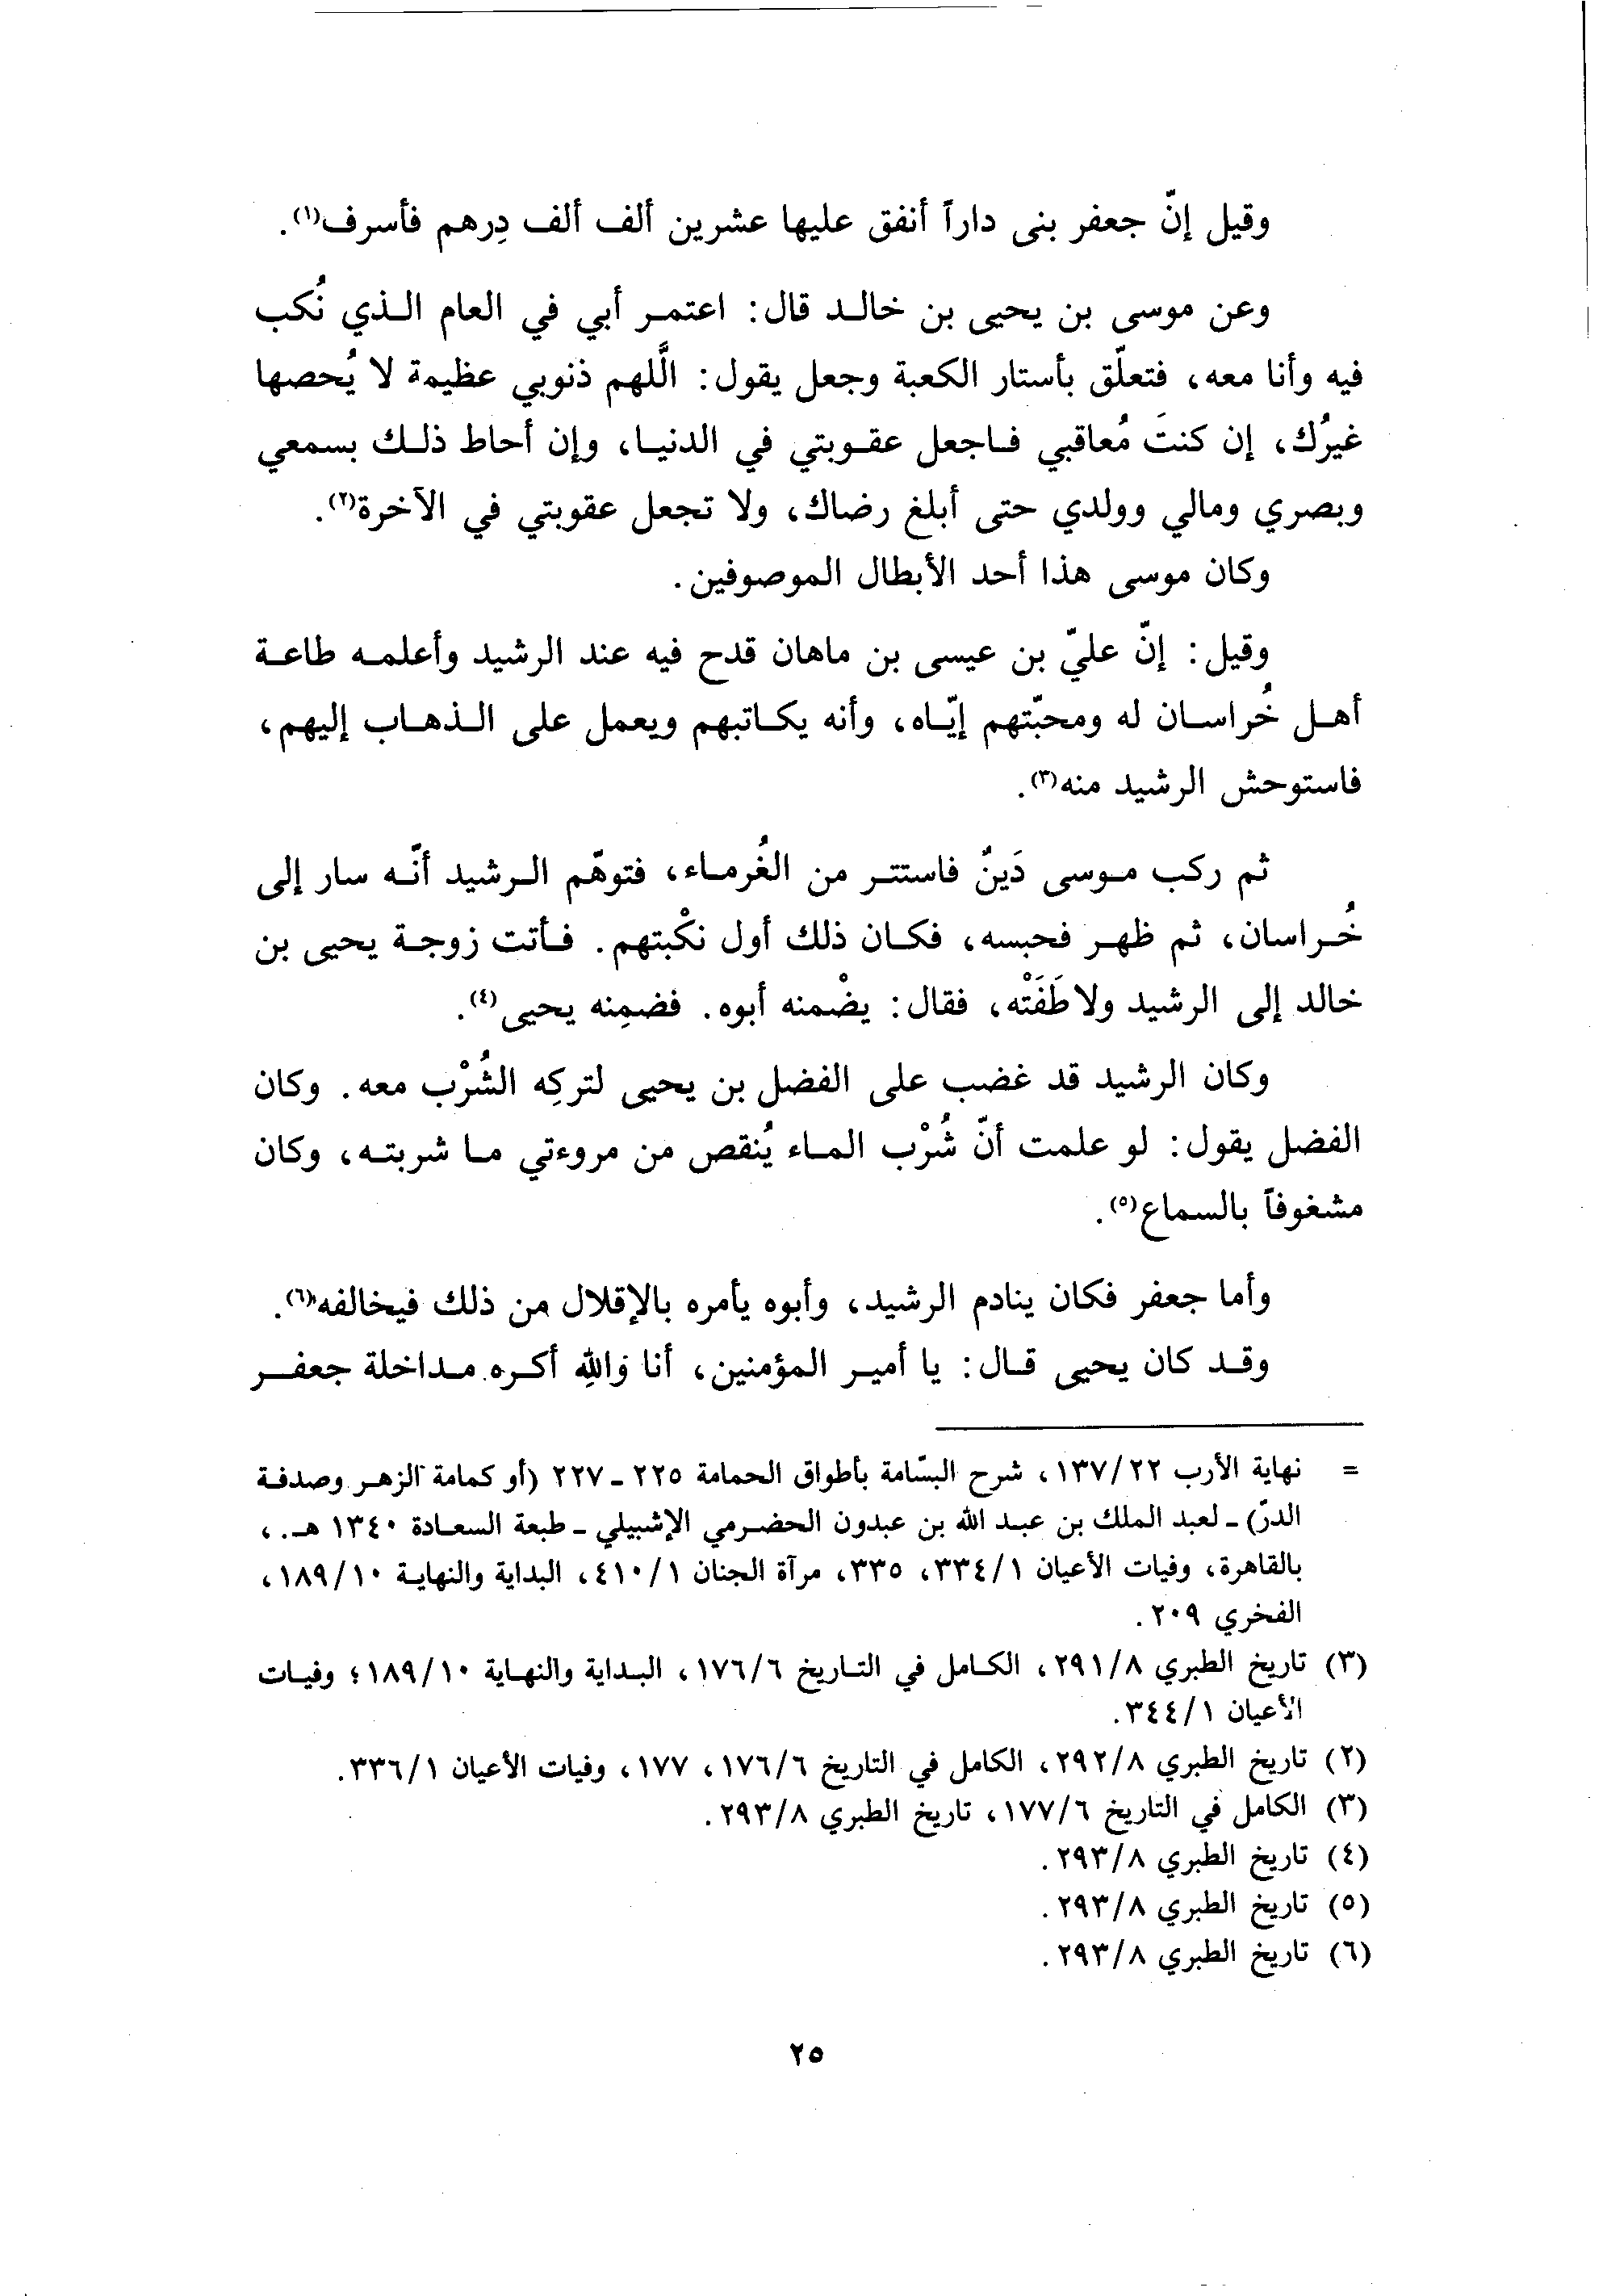 وقيل إنّ جعفر بنى داراً أنفق عليها عشرين ألف ألف دِرهم فأسرف(١).
وعن موسى بن يحيى بن خالد قال: اعتمر أبي في العام الذي نُكب
فيه وأنا معه، فتعلّق بأستار الكعبة وجعل يقول: اللَّهم ذنوبي عظيمة لا يُحصها
غيرُك، إن كنتَ مُعاقبي فاجعل عقوبتي في الدنيا، وإن أحاط ذلك بسمعي
وبصري ومالي وولدي حتى أبلغ رضاك، ولا تجعل عقوبتي في الآخرة(٢).
وكان موسى هذا أحد الأبطال الموصوفين.
وقيل: إنّ عليّ بن عيسى بن ماهان قدح فيه عند الرشيد وأعلمه طاعة
أهل خُراسان له ومحبّتهم إيّاه، وأنه يكاتبهم ويعمل على الذهاب إليهم،
فاستوحش الرشيد منه(٣).
ثم ركب موسى دَينٌ فاستتر من الغُرماء، فتوهّم الرشيد أنّه سار إلى
خُراسان، ثم ظهر فحبسه، فكان ذلك أول نكْبتهم. فأتت زوجة يحيى بن
خالد إلى الرشيد ولاطَفَتْه، فقال: يضْمنه أبوه. فضمِنه يحيى(٤).
وكان الرشيد قد غضب على الفضل بن يحيى لتركِه الشُرْب معه. وكان
الفضل يقول: لو علمت أنّ شُرْب الماء يُنقص من مروءتي ما شربته، وكان
مشغوفاً بالسماع(٥).
وأما جعفر فكان ينادم الرشيد، وأبوه يأمره بالإقلال من ذلك فيخالفه(٦).
وقد كان يحيى قال: يا أمير المؤمنين، أنا واللهِ أكره مداخلة جعفر
= نهاية الأرب ١٣٧/٢٢، شرح البسّامة بأطواق الحمامة ٢٢٥ ـ ٢٢٧ (أو كمامة الزهر وصدفة
الدرّ) ـ لعبد الملك بن عبد الله بن عبدون الحضرمي الإشبيلي ـ طبعة السعادة ١٣٤٠ هـ.،
بالقاهرة، وفيات الأعيان ٣٣٤/١، ٣٣٥، مرآة الجنان ٤١٠/١، البداية والنهاية ١٨٩/١٠،
الفخري ٢٠٩.
(٣) تاريخ الطبري ٢٩١/٨، الكامل في التاريخ ١٧٦/٦، البداية والنهاية ١٨٩/١٠؛ وفيات
الأعيان ٣٤٤/١.
(٢) تاريخ الطبري ٢٩٢/٨، الكامل في التاريخ ١٧٦/٦، ١٧٧، وفيات الأعيان ٣٣٦/١.
(٣) الكامل في التاريخ ١٧٧/٦، تاريخ الطبري ٢٩٣/٨.
(٤) تاريخ الطبري ٢٩٣/٨.
(٥) تاريخ الطبري ٢٩٣/٨.
(٦) تاريخ الطبري ٢٩٣/٨.
٢٥